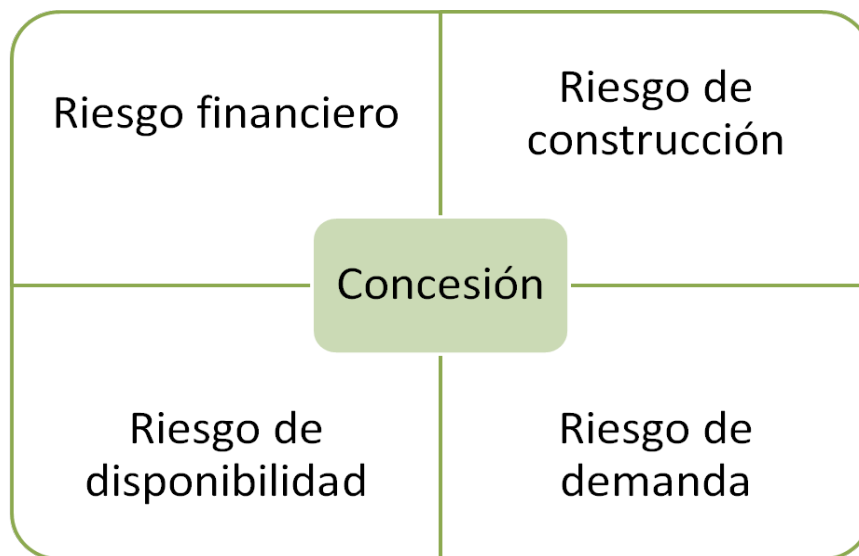 Riesgo financiero
Riesgo de
construcción
Concesión
Riesgo de
disponibilidad
Riesgo de
demanda